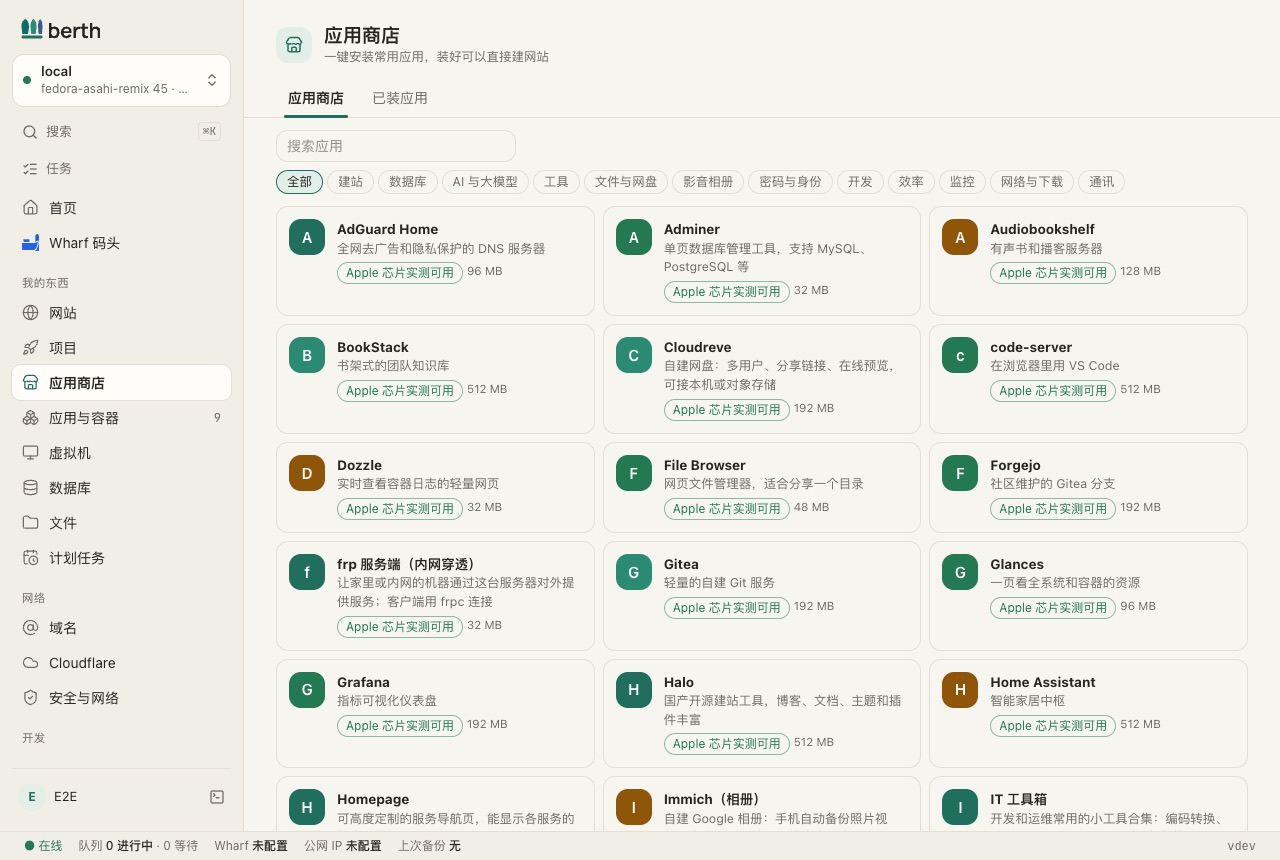 berth
local
fedora-asahi-remix 45 · ...
搜索
⌘K
任务
首页
Wharf 码头
我的东西
网站
项目
应用商店
应用与容器
9
虚拟机
数据库
文件
计划任务
网络
域名
Cloudflare
安全与网络
开发
E
E2E
应用商店
一键安装常用应用，装好可以直接建网站
应用商店
已装应用
搜索应用
全部
建站
数据库
AI 与大模型
工具
文件与网盘
影音相册
密码与身份
开发
效率
监控
网络与下载
通讯
A
AdGuard Home
全网去广告和隐私保护的 DNS 服务器
Apple 芯片实测可用 96 MB
A
Adminer
单页数据库管理工具，支持 MySQL、
PostgreSQL 等
Apple 芯片实测可用 32 MB
A
Audiobookshelf
有声书和播客服务器
Apple 芯片实测可用 128 MB
B
BookStack
书架式的团队知识库
Apple 芯片实测可用 512 MB
C
Cloudreve
自建网盘：多用户、分享链接、在线预览，
可接本机或对象存储
Apple 芯片实测可用 192 MB
c
code-server
在浏览器里用 VS Code
Apple 芯片实测可用 512 MB
D
Dozzle
实时查看容器日志的轻量网页
Apple 芯片实测可用 32 MB
F
File Browser
网页文件管理器，适合分享一个目录
Apple 芯片实测可用 48 MB
F
Forgejo
社区维护的 Gitea 分支
Apple 芯片实测可用 192 MB
f
frp 服务端（内网穿透）
让家里或内网的机器通过这台服务器对外提
供服务；客户端用 frpc 连接
Apple 芯片实测可用 32 MB
G
Gitea
轻量的自建 Git 服务
Apple 芯片实测可用 192 MB
G
Glances
一页看全系统和容器的资源
Apple 芯片实测可用 96 MB
G
Grafana
指标可视化仪表盘
Apple 芯片实测可用 192 MB
H
Halo
国产开源建站工具，博客、文档、主题和插
件丰富
Apple 芯片实测可用 512 MB
H
Home Assistant
智能家居中枢
Apple 芯片实测可用 512 MB
H
Homepage
可高度定制的服务导航页，能显示各服务的
I
Immich（相册）
自建 Google 相册：手机自动备份照片视
I
IT 工具箱
开发和运维常用的小工具合集：编码转换、
在线
队列 0 进行中 · 0 等待
Wharf 未配置
公网 IP 未配置
上次备份 无
vdev